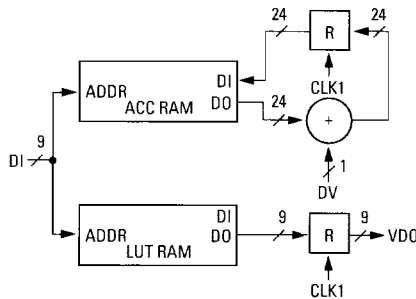 24
R
24
CLK1
DI
ADDR
ACC RAM
DO
24
+
9
DI
1
DV
DI
ADDR
DO
9
R
9
VDO
LUT RAM
CLK1